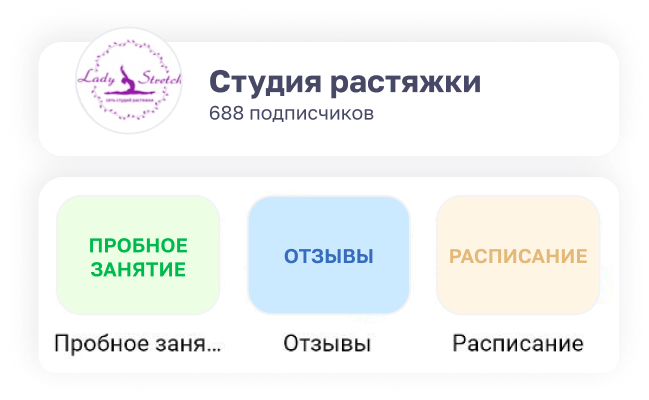 Lady Stretch
сеть студий растяжки
Студия растяжки
688 подписчиков
ПРОБНОЕ
ЗАНЯТИЕ
ОТЗЫВЫ
РАСПИСАНИЕ
Пробное заня...
Отзывы
Расписание